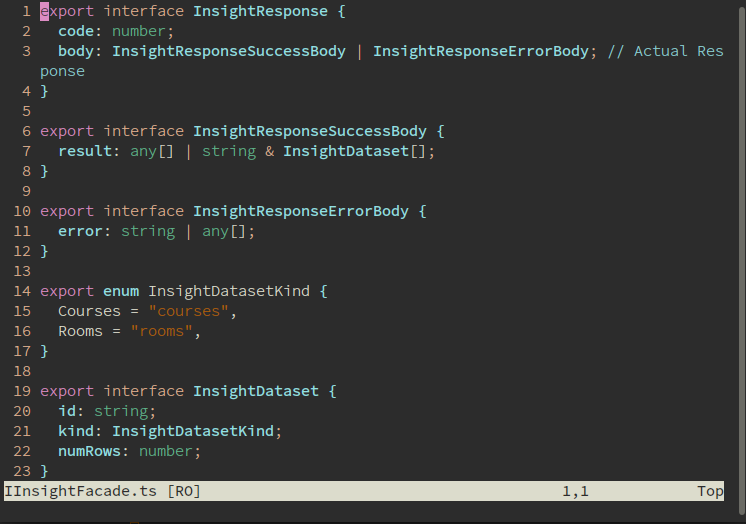 1 export interface InsightResponse {
2   code: number;
3   body: InsightResponseSuccessBody | InsightResponseErrorBody; // Actual Res
ponse
4 }
5
6 export interface InsightResponseSuccessBody {
7   result: any[] | string & InsightDataset[];
8 }
9
10 export interface InsightResponseErrorBody {
11   error: string | any[];
12 }
13
14 export enum InsightDatasetKind {
15   Courses = "courses",
16   Rooms = "rooms",
17 }
18
19 export interface InsightDataset {
20   id: string;
21   kind: InsightDatasetKind;
22   numRows: number;
23 }
IInsightFacade.ts [RO] 1,1 Top